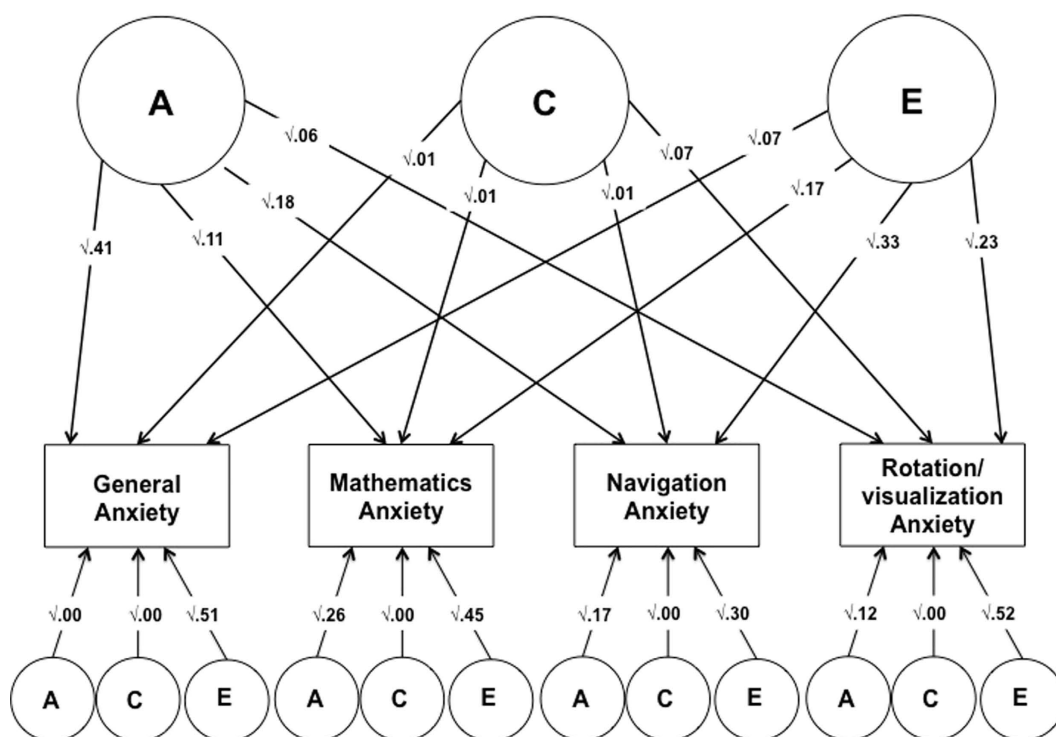 A C E
√.06 √.01 √.07 √.07
√.18 √.01 √.01 √.17
√.41 √.11 √.33 √.23
General
Anxiety
Mathematics
Anxiety
Navigation
Anxiety
Rotation/
visualization
Anxiety
√.00 √.00 √.51 √.26 √.00 √.45 √.17 √.00 √.30 √.12 √.00 √.52
A C E A C E A C E A C E